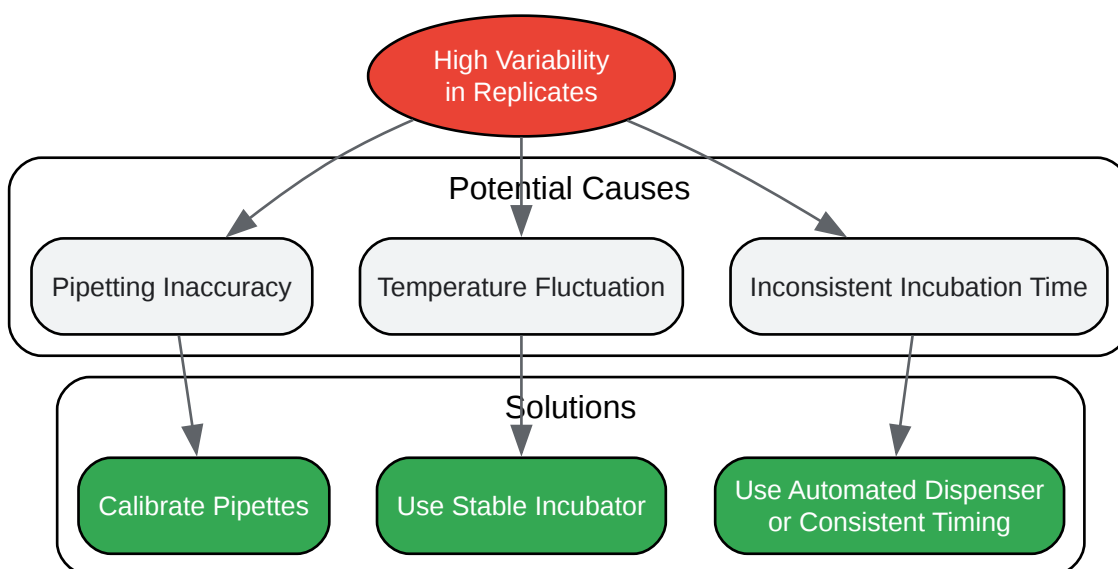 High Variability
in Replicates
Potential Causes
Pipetting Inaccuracy
Temperature Fluctuation
Inconsistent Incubation Time
Solutions
Calibrate Pipettes
Use Stable Incubator
Use Automated Dispenser
or Consistent Timing